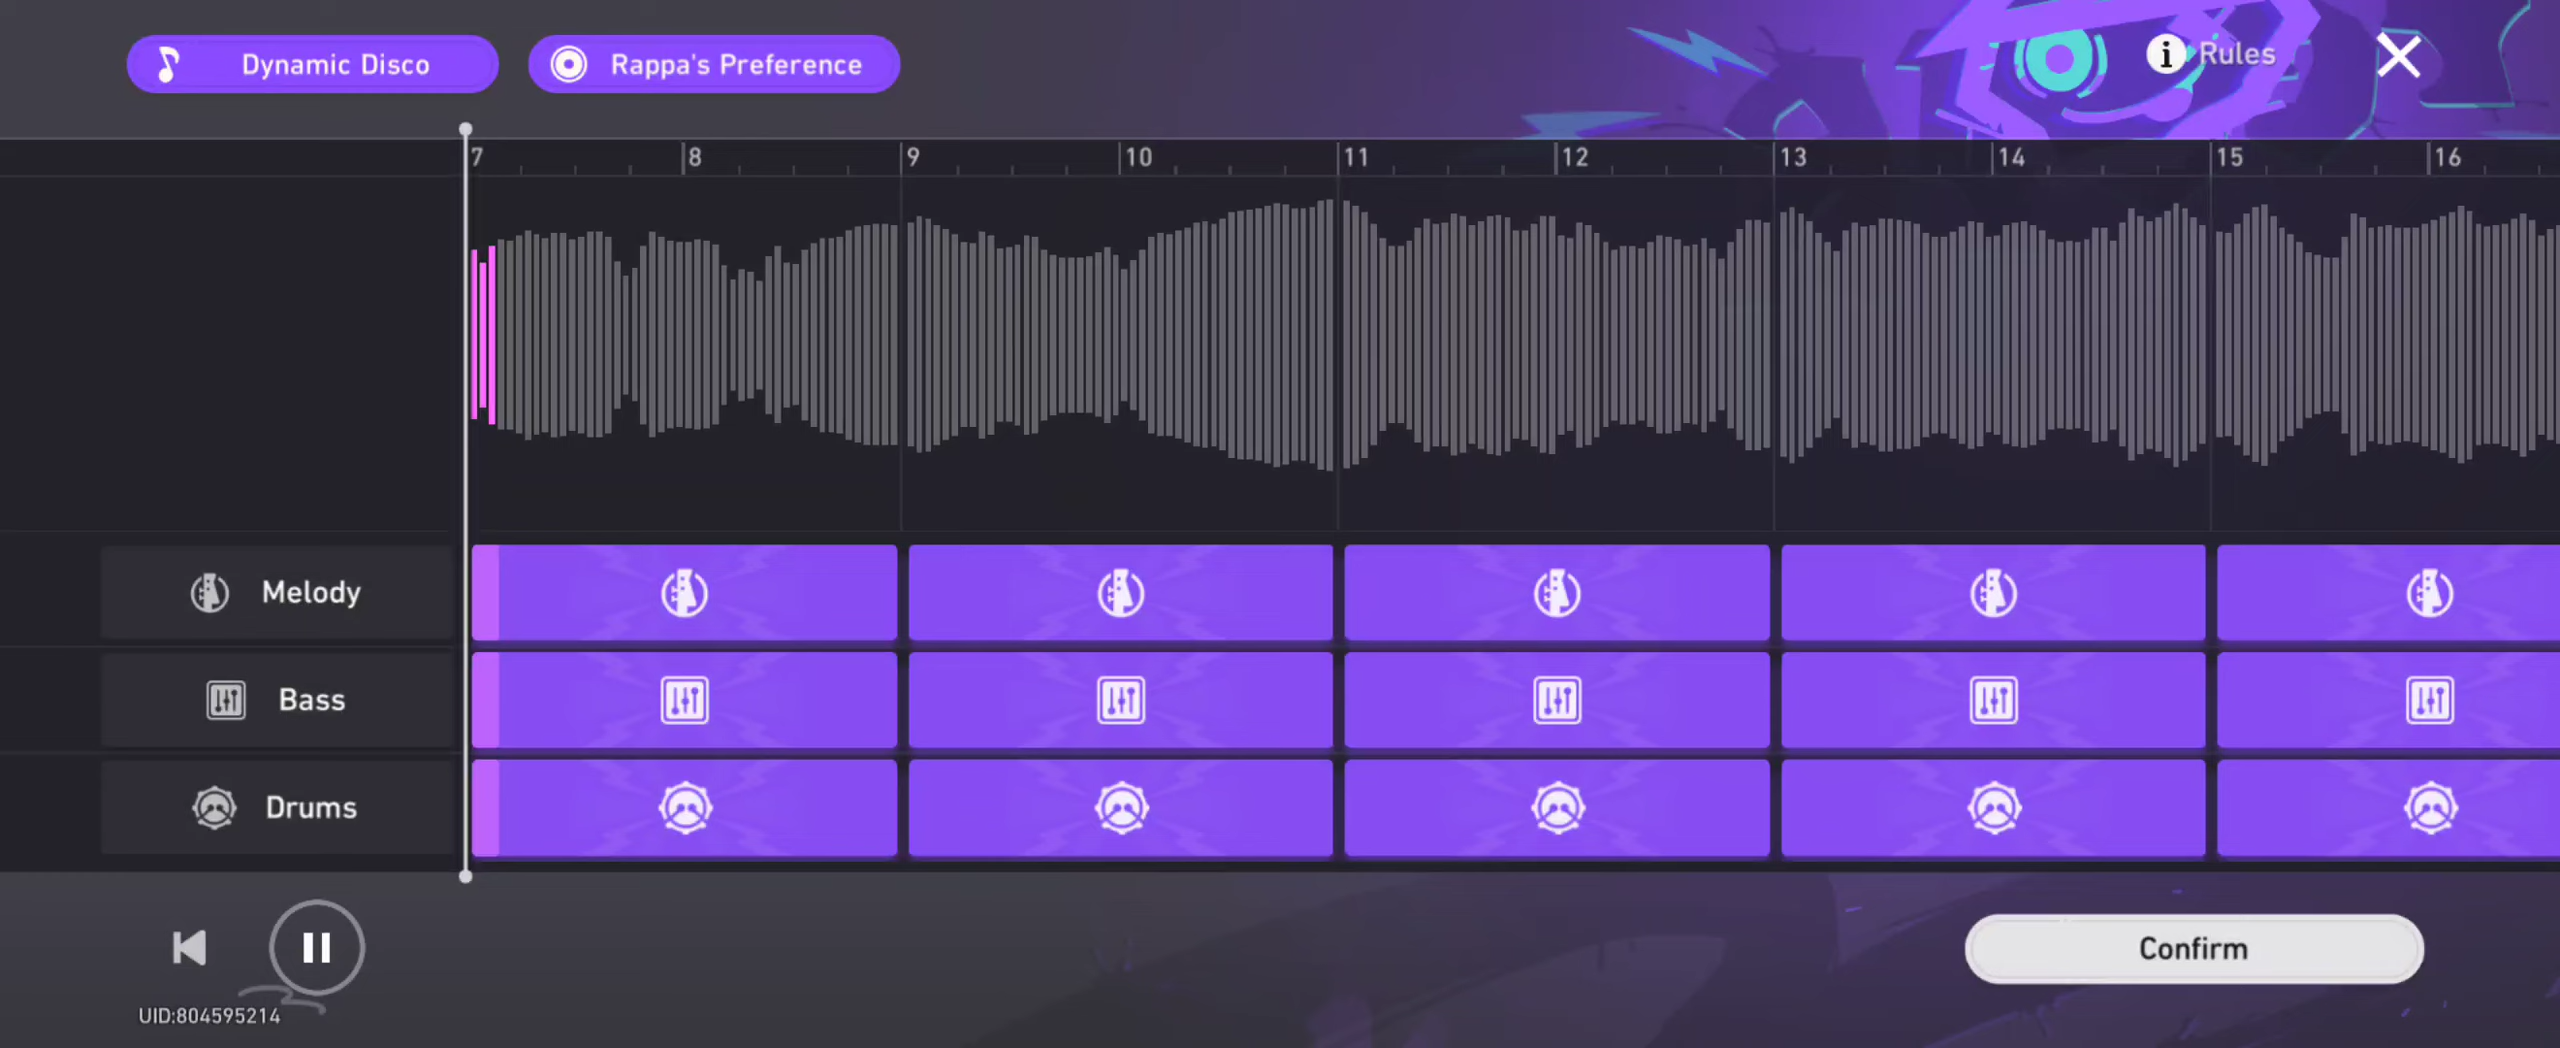 Dynamic Disco
Rappa's Preference
Rules
7 8 9 10 11 12 13 14 15 16
Melody
Bass
Drums
Confirm
UID:804595214